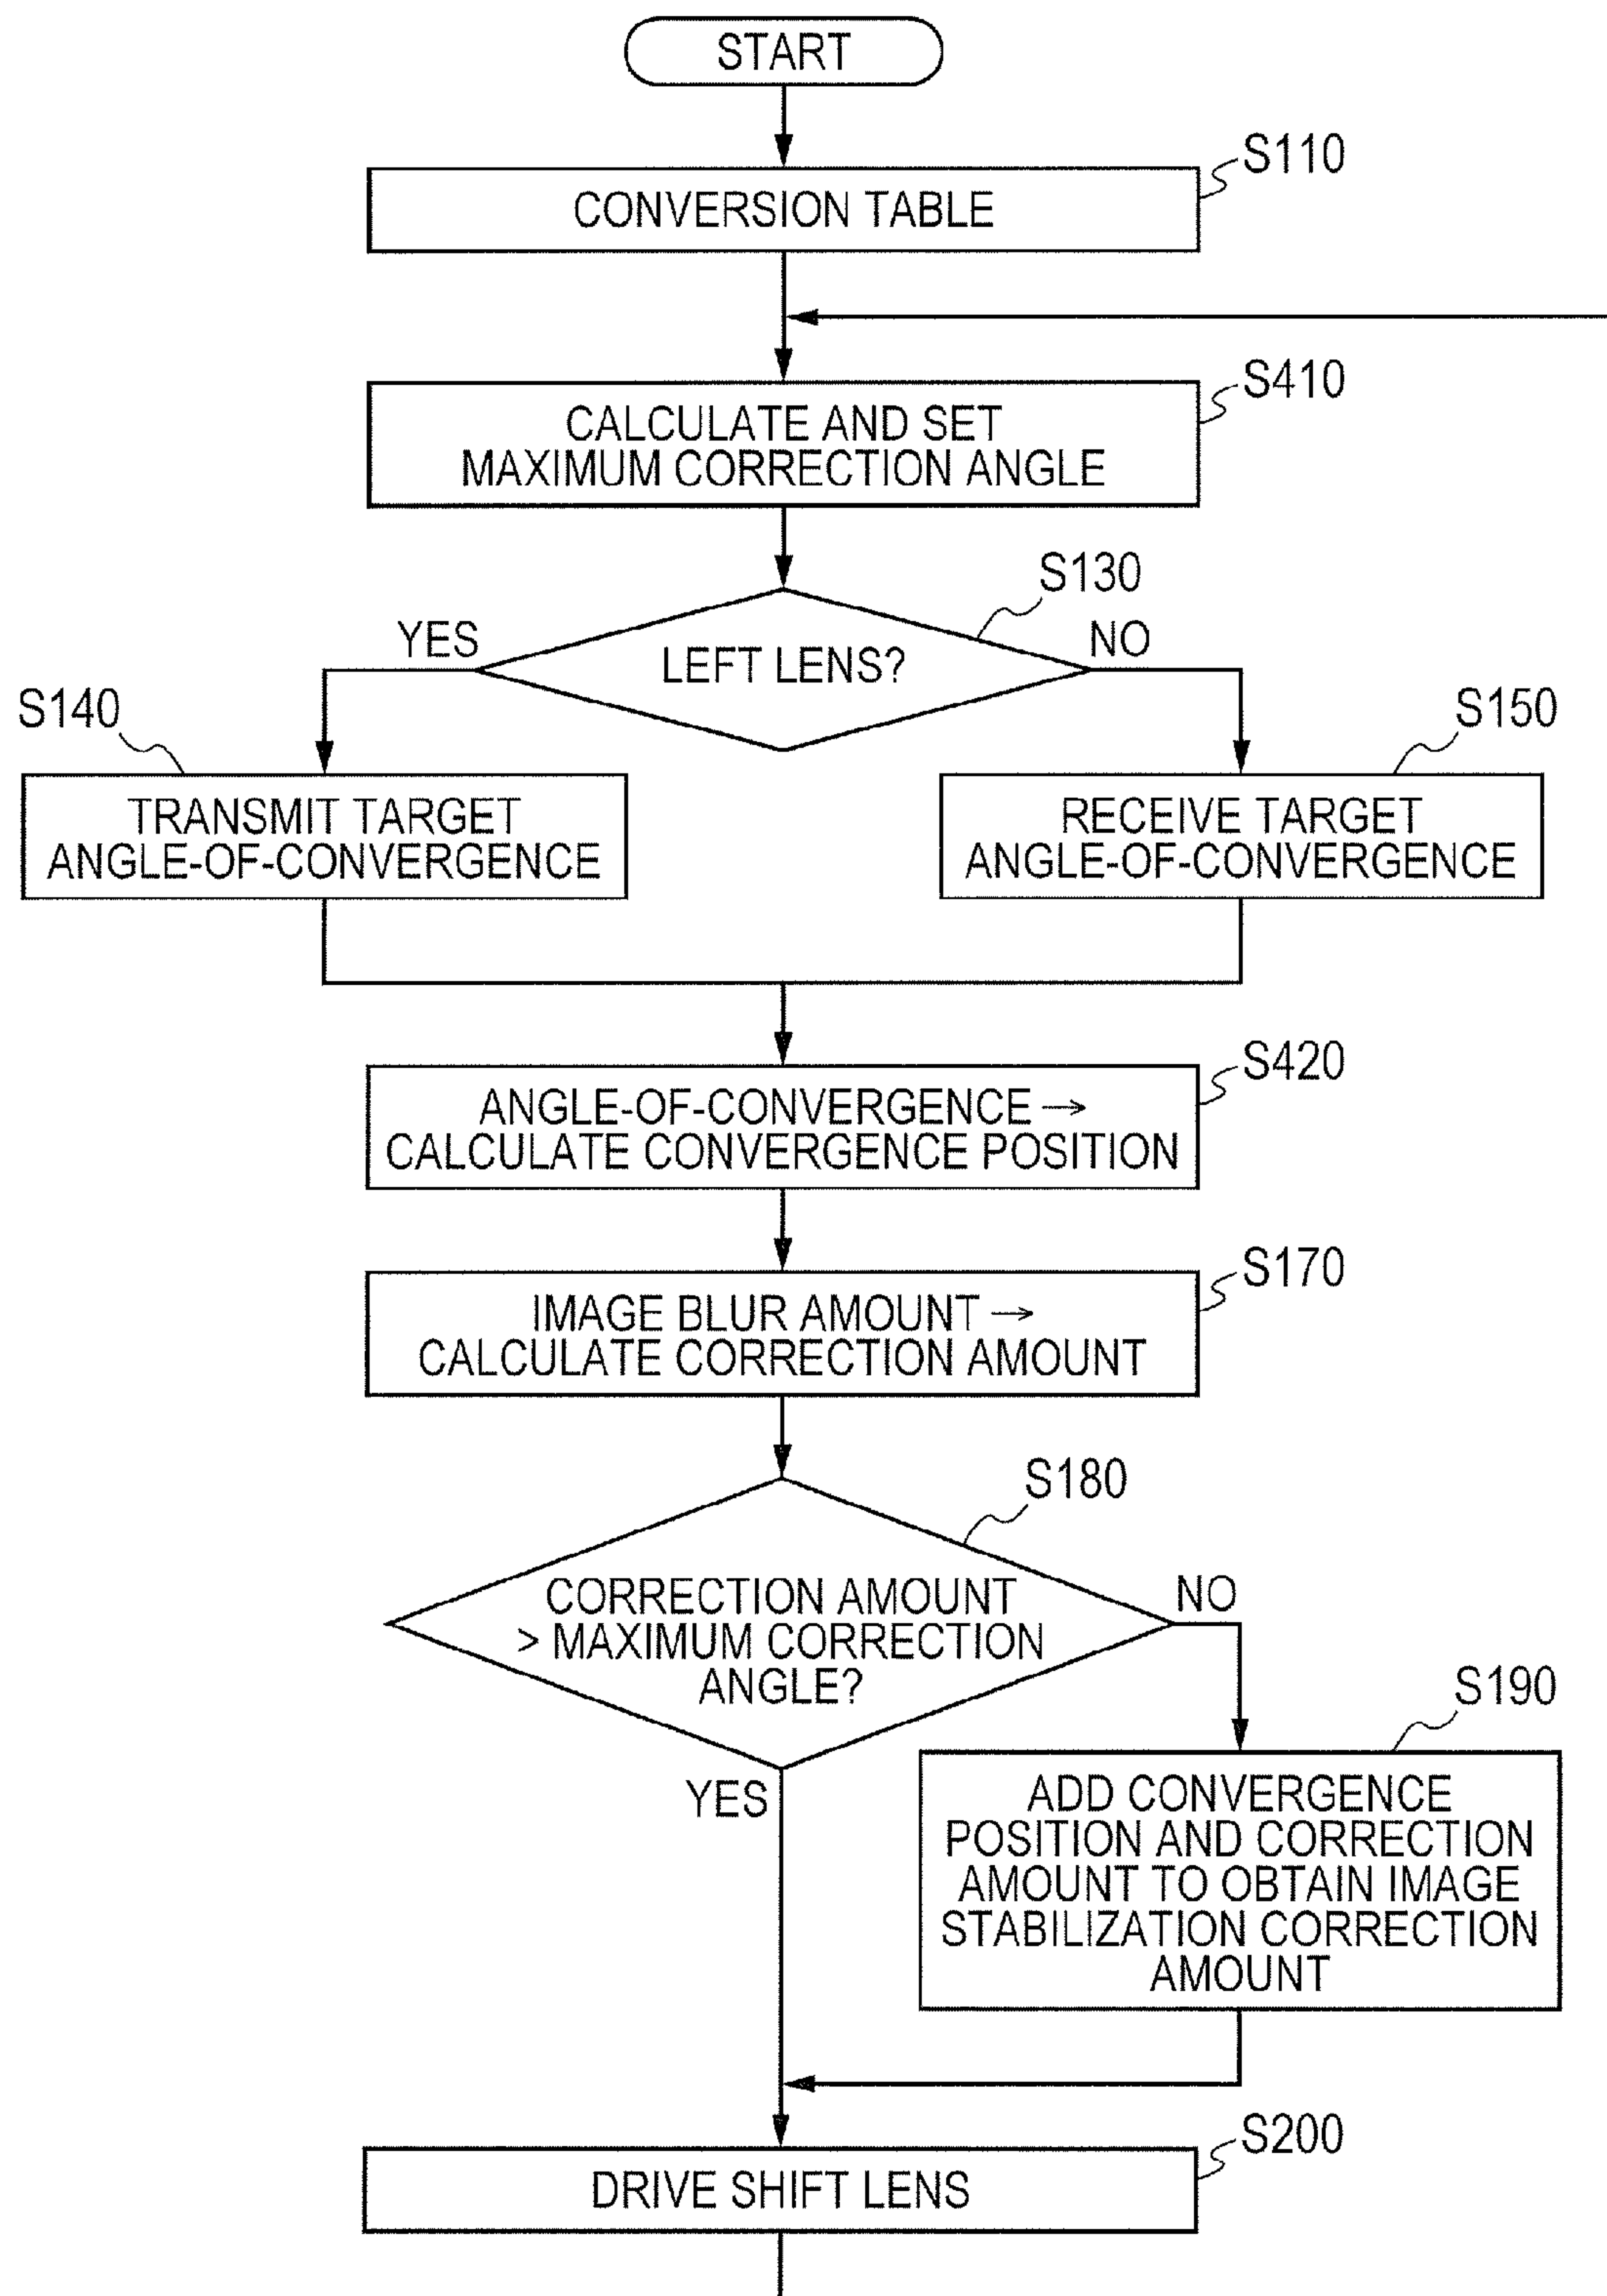 START
S110
CONVERSION TABLE
S410
CALCULATE AND SET
MAXIMUM CORRECTION ANGLE
S130
YES
LEFT LENS?
NO
S140
S150
TRANSMIT TARGET
ANGLE-OF-CONVERGENCE
RECEIVE TARGET
ANGLE-OF-CONVERGENCE
S420
ANGLE-OF-CONVERGENCE →
CALCULATE CONVERGENCE POSITION
S170
IMAGE BLUR AMOUNT →
CALCULATE CORRECTION AMOUNT
S180
CORRECTION AMOUNT
> MAXIMUM CORRECTION
ANGLE?
NO
YES
S190
ADD CONVERGENCE
POSITION AND CORRECTION
AMOUNT TO OBTAIN IMAGE
STABILIZATION CORRECTION
AMOUNT
S200
DRIVE SHIFT LENS